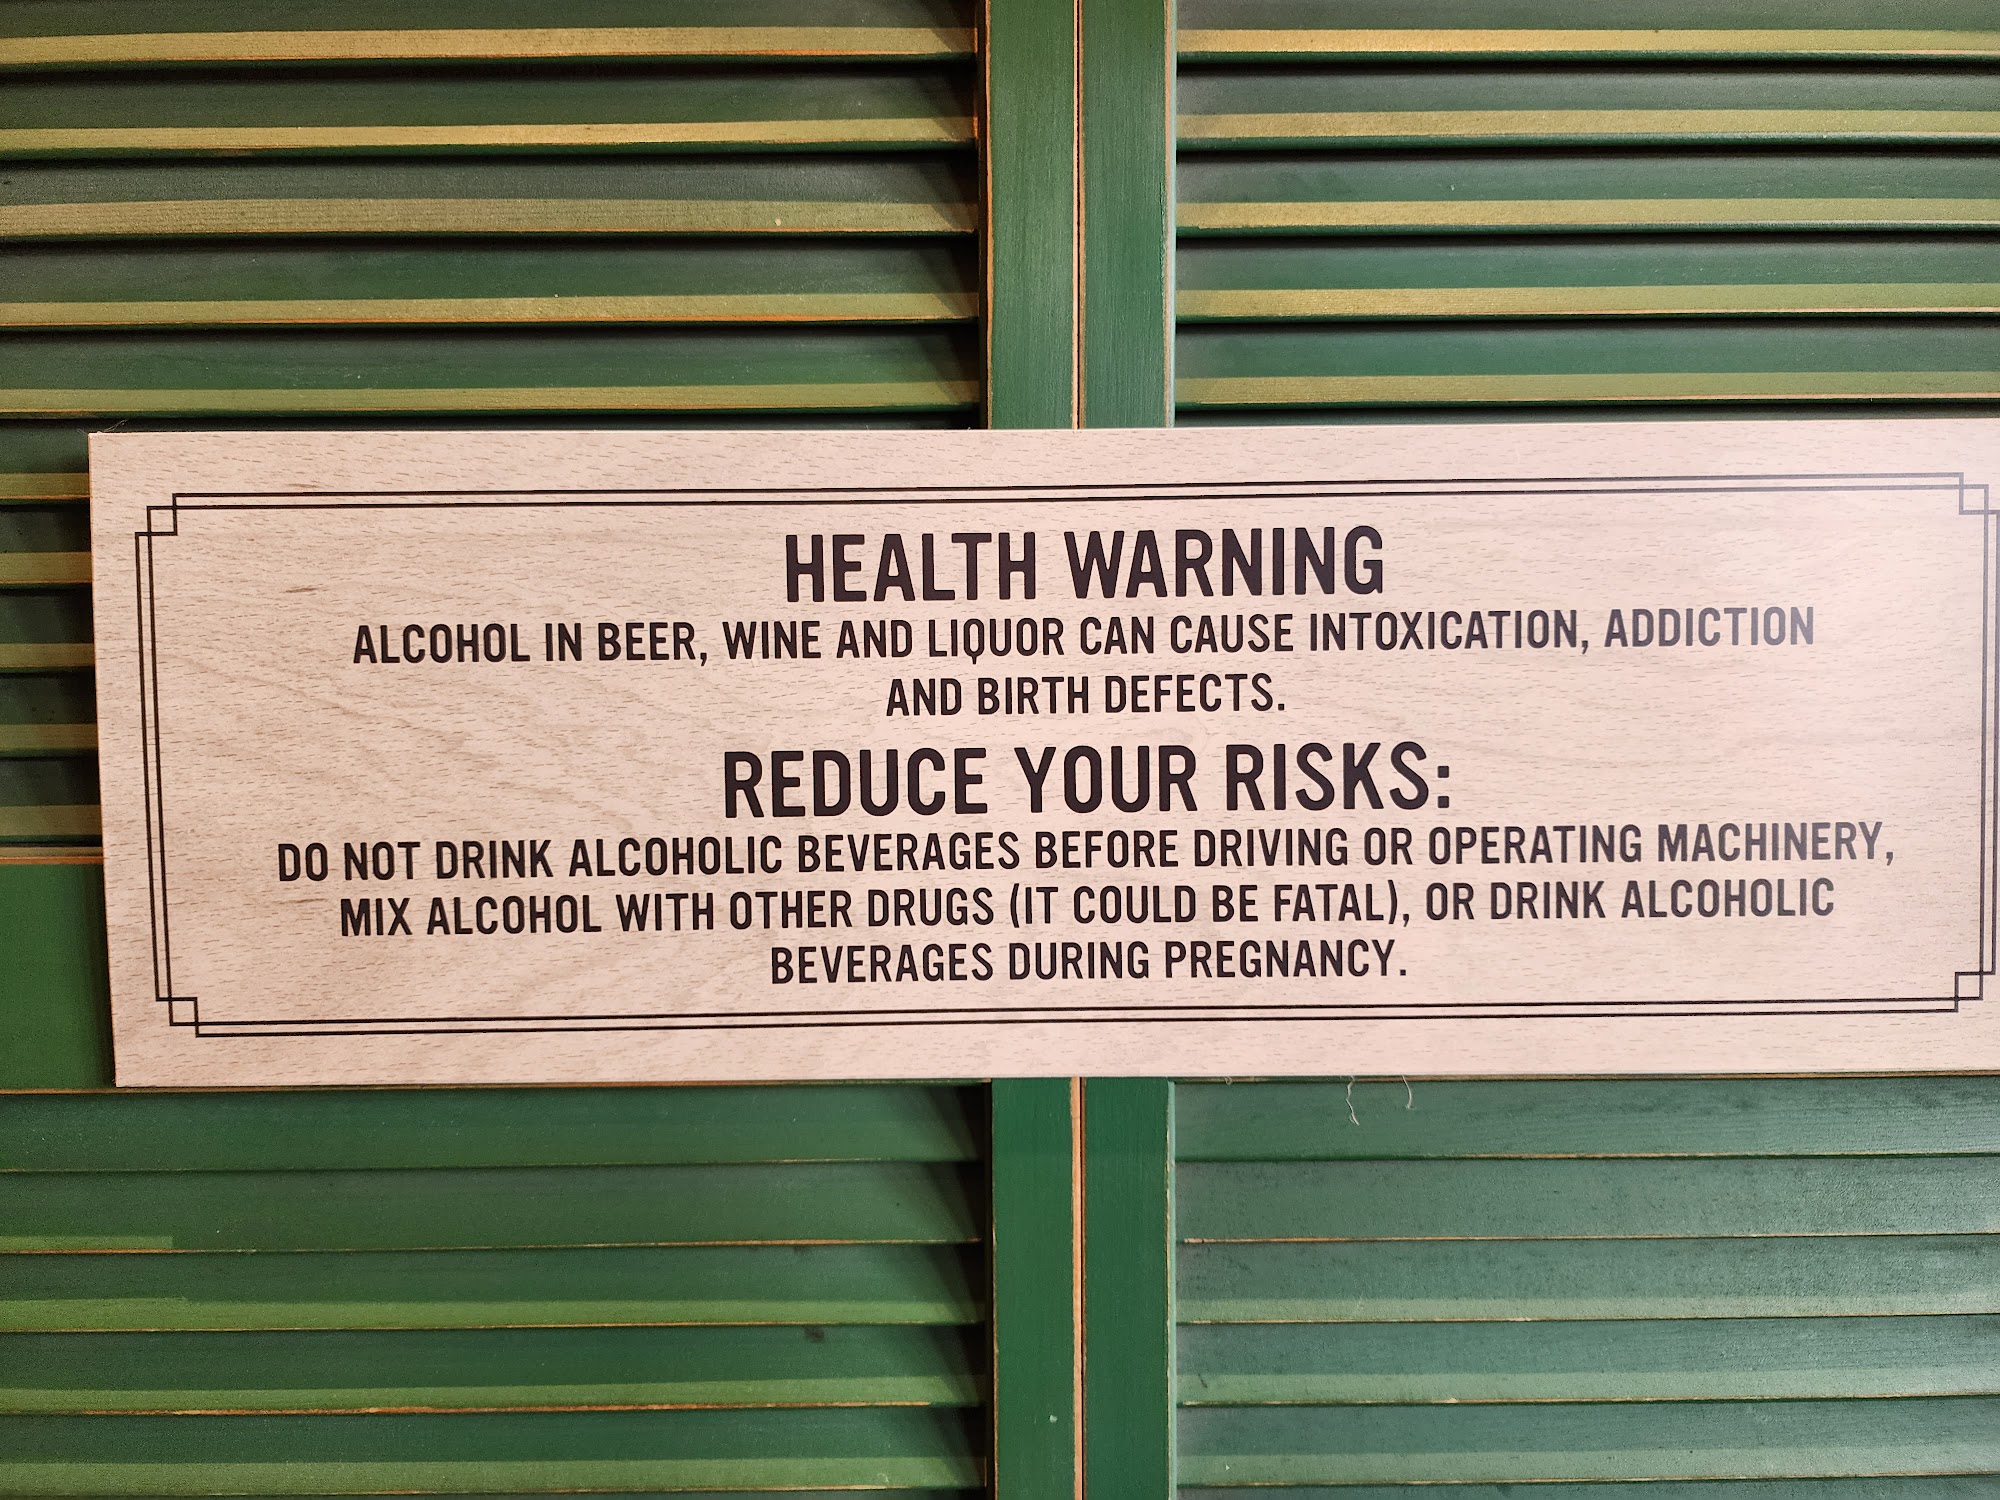 HEALTH WARNING
ALCOHOL IN BEER, WINE AND LIQUOR CAN CAUSE INTOXICATION, ADDICTION
AND BIRTH DEFECTS.
REDUCE YOUR RISKS:
DO NOT DRINK ALCOHOLIC BEVERAGES BEFORE DRIVING OR OPERATING MACHINERY,
MIX ALCOHOL WITH OTHER DRUGS (IT COULD BE FATAL), OR DRINK ALCOHOLIC
BEVERAGES DURING PREGNANCY.